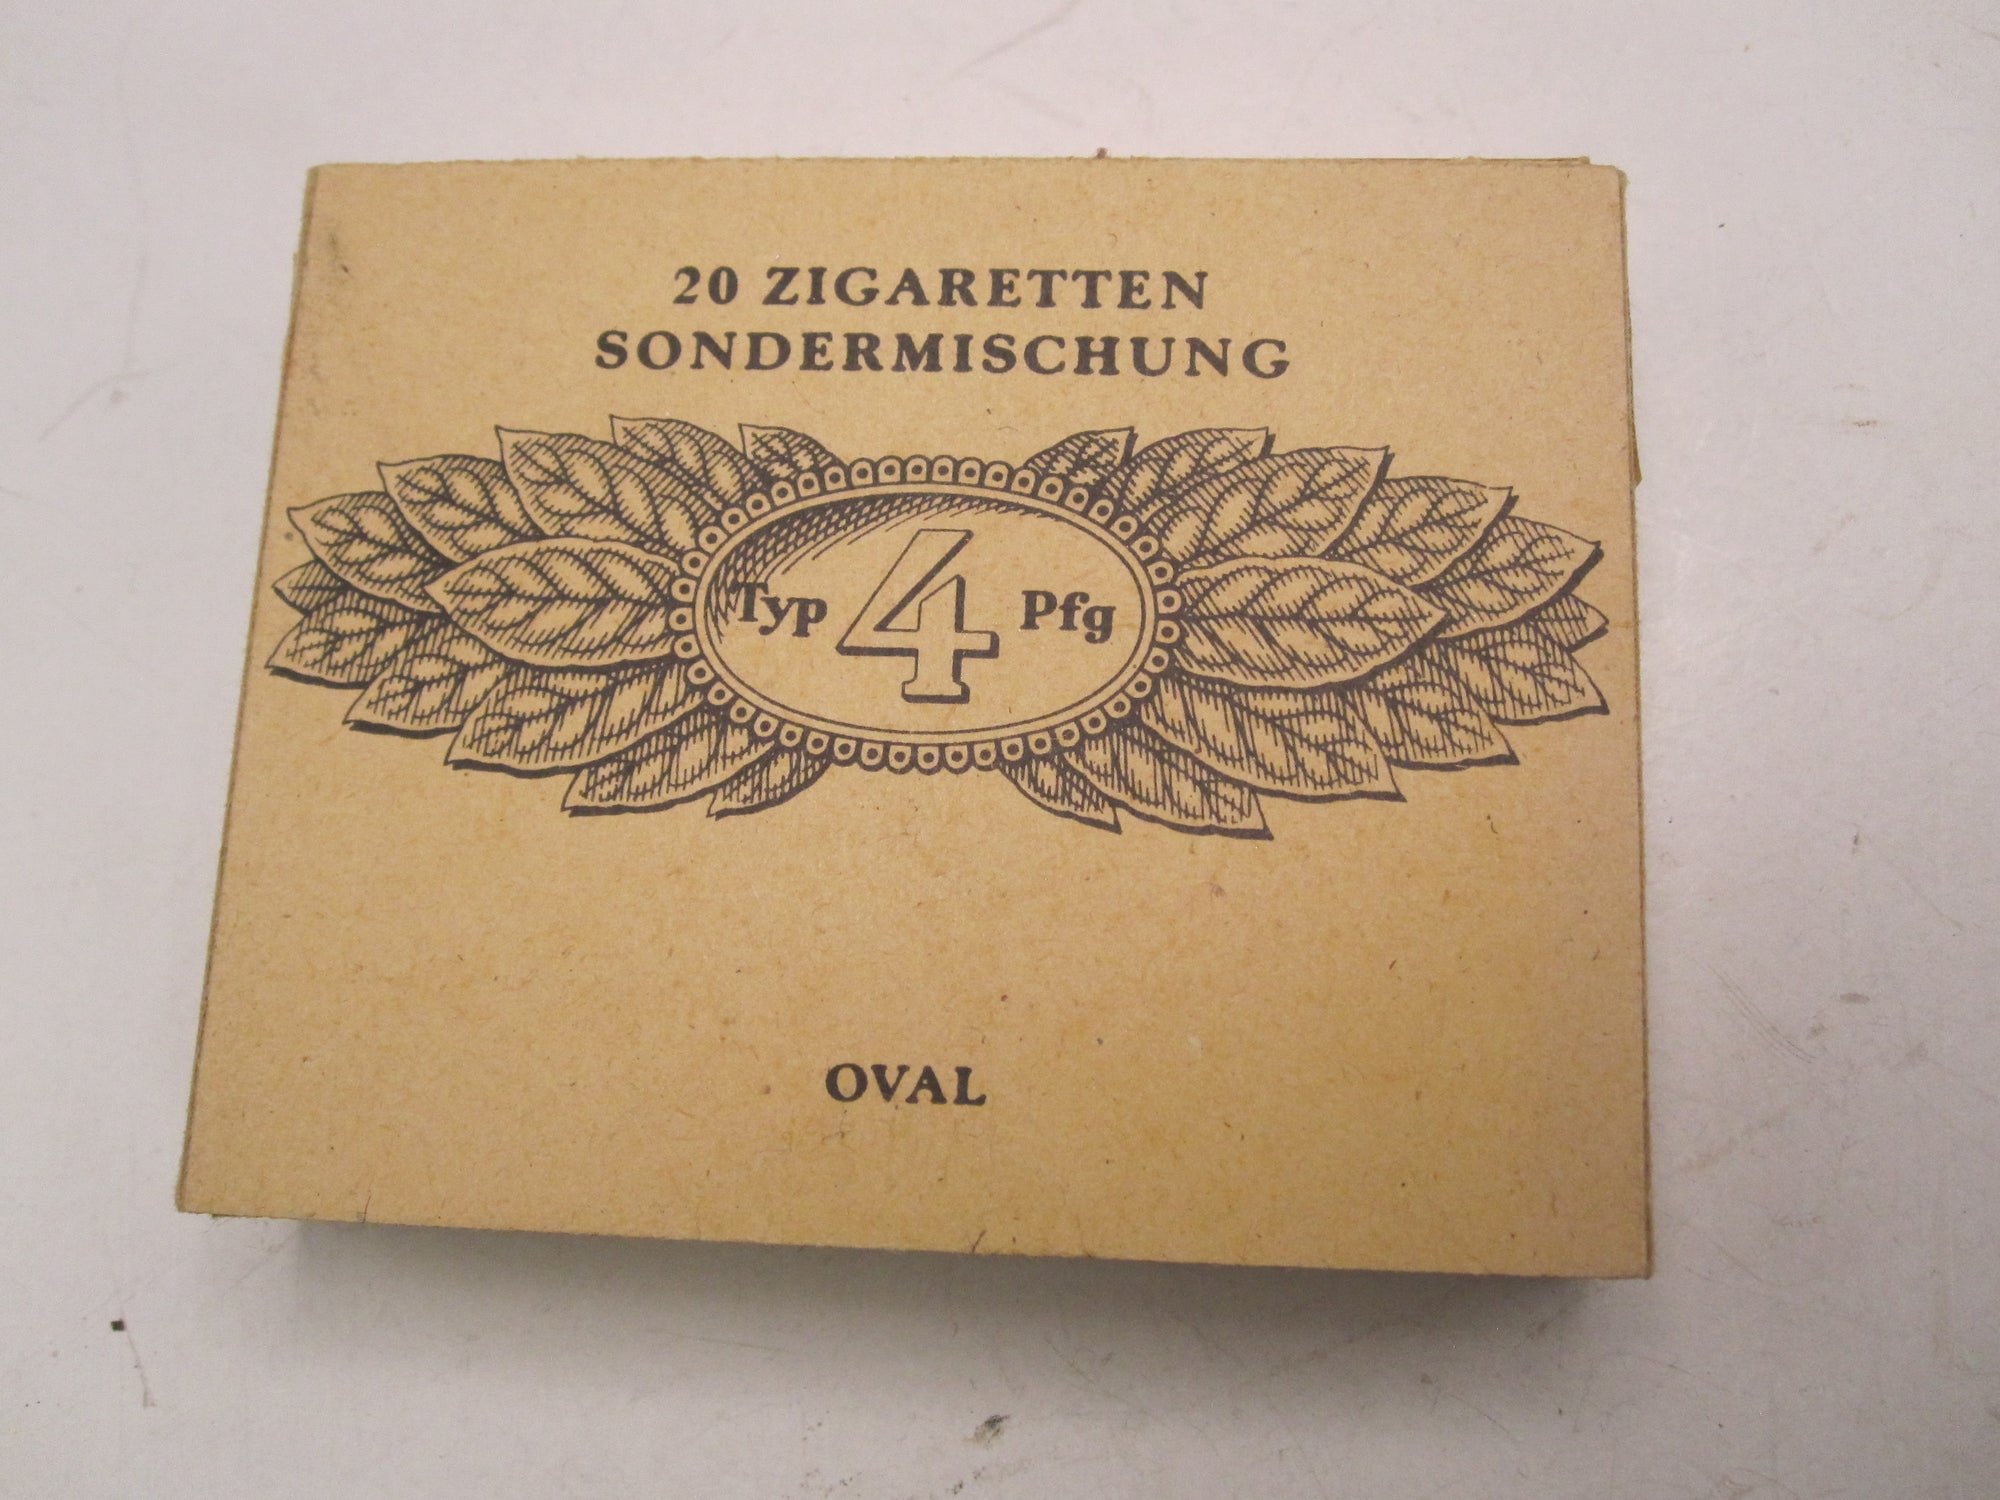 20 ZIGARETTEN
SONDERMISCHUNG
Typ 4 Pfg
OVAL